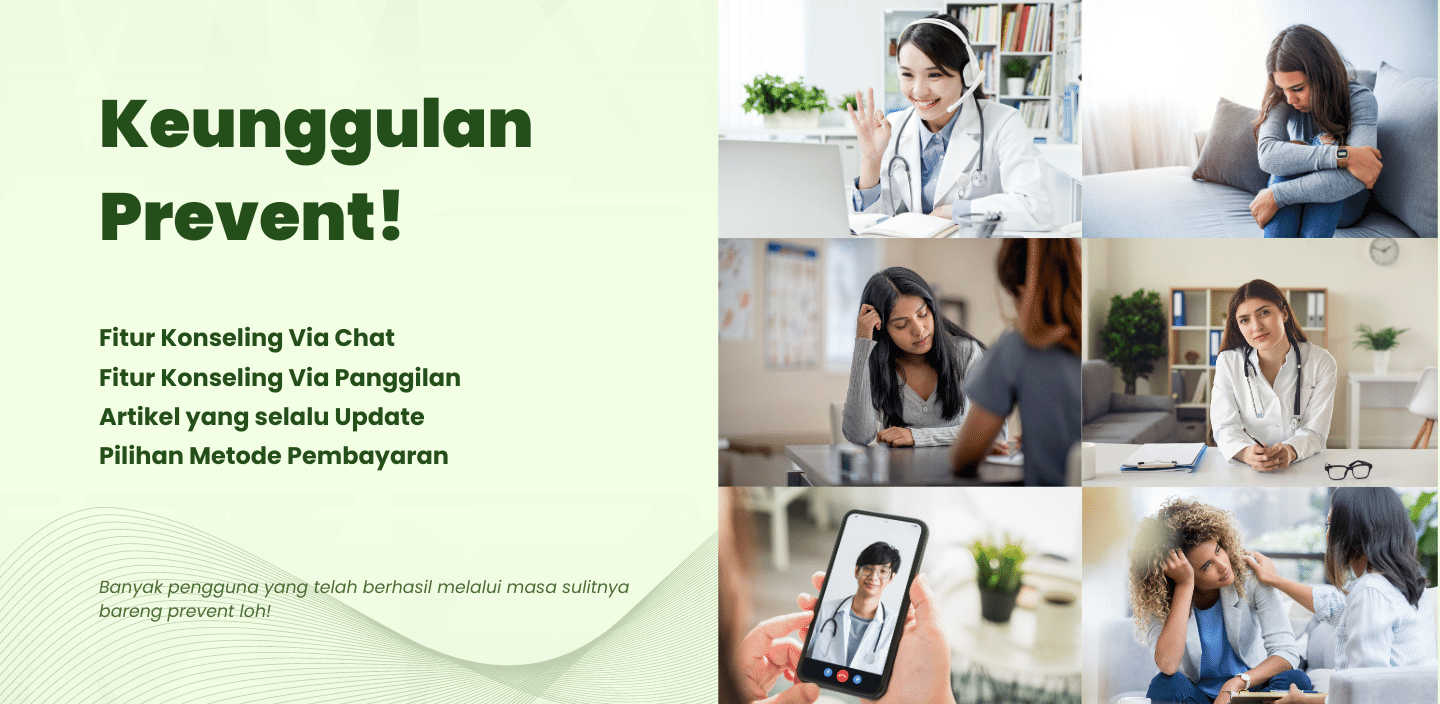 Keunggulan
Prevent!
Fitur Konseling Via Chat
Fitur Konseling Via Panggilan
Artikel yang selalu Update
Pilihan Metode Pembayaran
Banyak pengguna yang telah berhasil melalui masa sulitnya
bareng prevent loh!